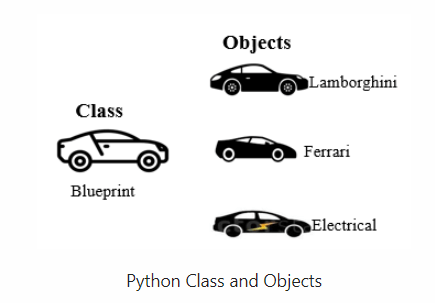 Objects
Lamborghini
Class
Ferrari
Blueprint
Electrical
Python Class and Objects